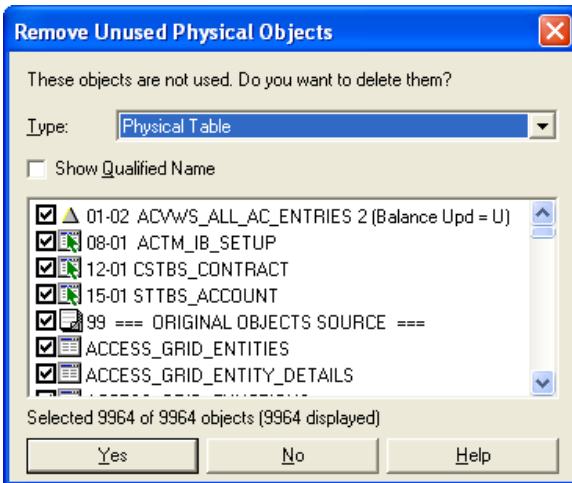 Remove Unused Physical Objects
These objects are not used. Do you want to delete them?
Type: Physical Table
Show Qualified Name
01-02 ACVWS_ALL_AC_ENTRIES 2 (Balance Upd = U)
08-01 ACTM_IB_SETUP
12-01 CSTBS_CONTRACT
15-01 STTBS_ACCOUNT
99 === ORIGINAL OBJECTS SOURCE ===
ACCESS_GRID_ENTITIES
ACCESS_GRID_ENTITY_DETAILS
Selected 9964 of 9964 objects (9964 displayed)
Yes No Help